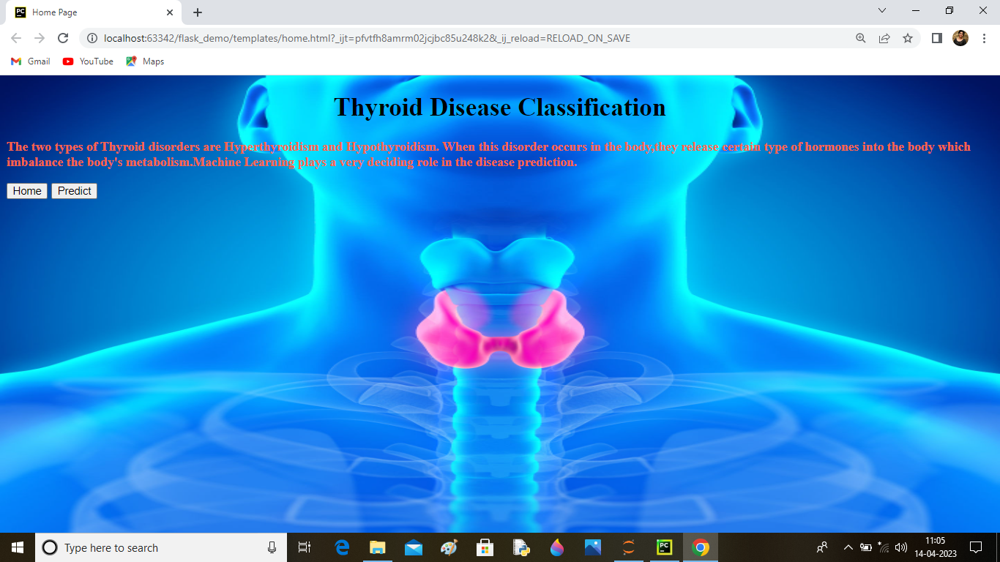 Home Page
localhost:63342/flask_demo/templates/home.html?_ijt=pfvtfh8amrm02jcjbc85u248k2&_ij_reload=RELOAD_ON_SAVE
Gmail YouTube Maps
Thyroid Disease Classification
The two types of Thyroid disorders are Hyperthyroidism and Hypothyroidism. When this disorder occurs in the body,they release certain type of hormones into the body which
imbalance the body's metabolism.Machine Learning plays a very deciding role in the disease prediction.
Home Predict
Type here to search
PC
11:05
14-04-2023